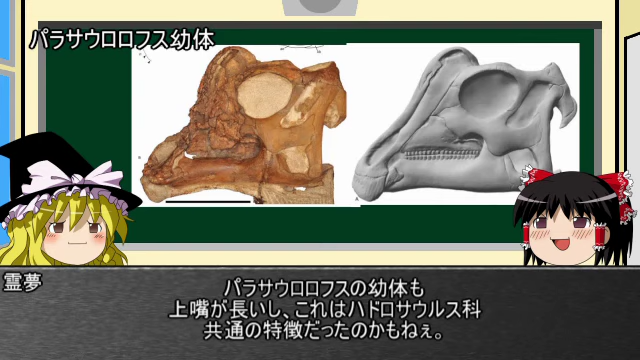 パラサウロロフス幼体
霊夢
パラサウロロフスの幼体も
上嘴が長いし、これはハドロサウルス科
共通の特徴だったのかもねぇ。